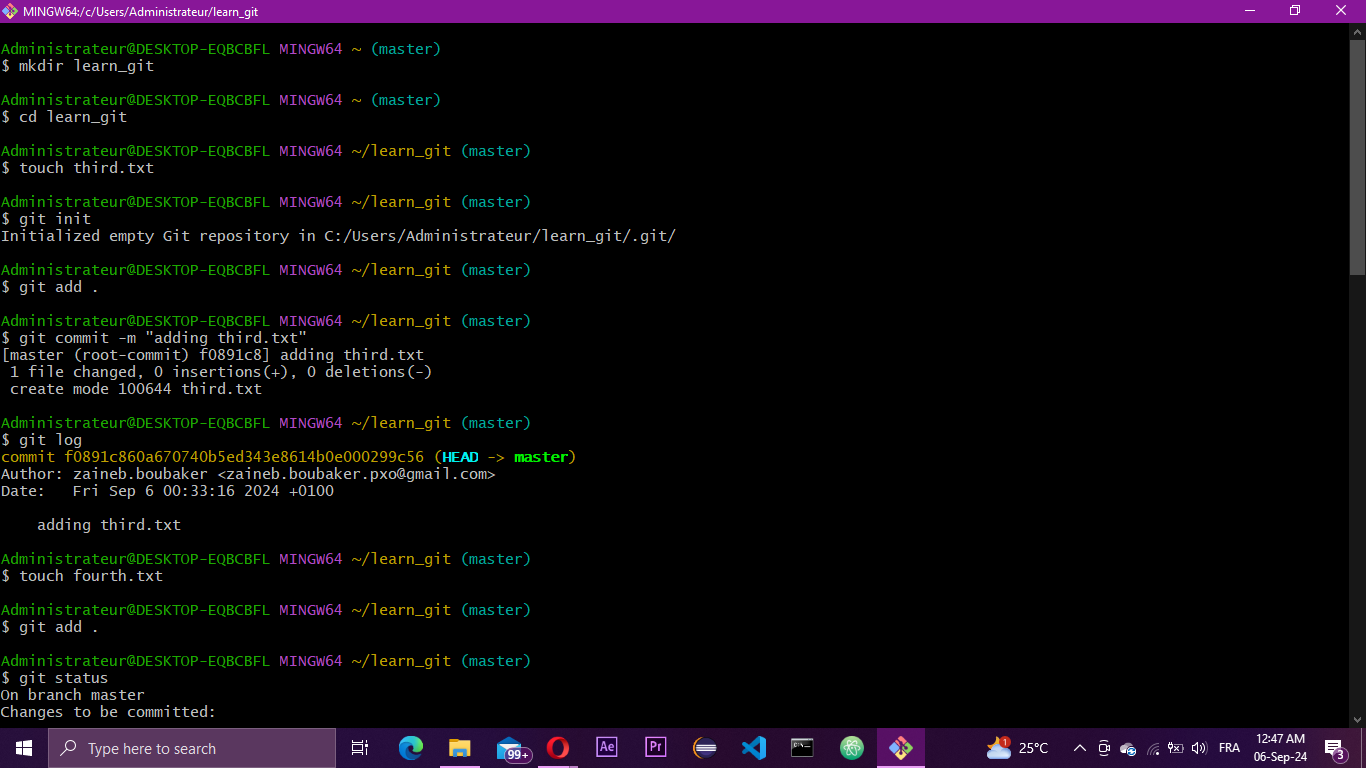 MINGW64:/c/Users/Administrateur/learn_git
Administrateur@DESKTOP-EQBCBFL MINGW64 ~ (master)
$ mkdir learn_git
Administrateur@DESKTOP-EQBCBFL MINGW64 ~ (master)
$ cd learn_git
Administrateur@DESKTOP-EQBCBFL MINGW64 ~/learn_git (master)
$ touch third.txt
Administrateur@DESKTOP-EQBCBFL MINGW64 ~/learn_git (master)
$ git init
Initialized empty Git repository in C:/Users/Administrateur/learn_git/.git/
Administrateur@DESKTOP-EQBCBFL MINGW64 ~/learn_git (master)
$ git add .
Administrateur@DESKTOP-EQBCBFL MINGW64 ~/learn_git (master)
$ git commit -m "adding third.txt"
[master (root-commit) f0891c8] adding third.txt
 1 file changed, 0 insertions(+), 0 deletions(-)
 create mode 100644 third.txt
Administrateur@DESKTOP-EQBCBFL MINGW64 ~/learn_git (master)
$ git log
commit f0891c860a670740b5ed343e8614b0e000299c56 (HEAD -> master)
Author: zaineb.boubaker <zaineb.boubaker.pxo@gmail.com>
Date:   Fri Sep 6 00:33:16 2024 +0100
    adding third.txt
Administrateur@DESKTOP-EQBCBFL MINGW64 ~/learn_git (master)
$ touch fourth.txt
Administrateur@DESKTOP-EQBCBFL MINGW64 ~/learn_git (master)
$ git add .
Administrateur@DESKTOP-EQBCBFL MINGW64 ~/learn_git (master)
$ git status
On branch master
Changes to be committed:
Type here to search
99+
Ae
Pr
1
25°C
FRA
12:47 AM
06-Sep-24
3